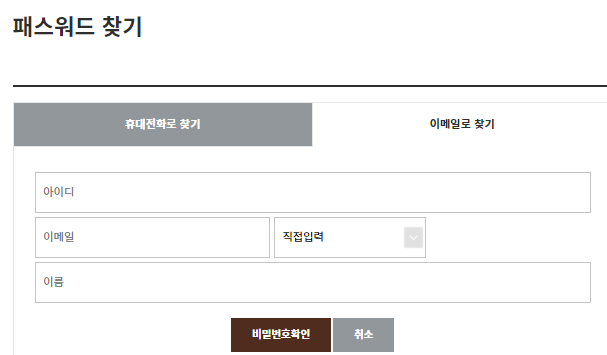 패스워드 찾기
휴대전화로 찾기 이메일로 찾기
아이디
이메일 직접입력
이름
비밀번호확인 취소